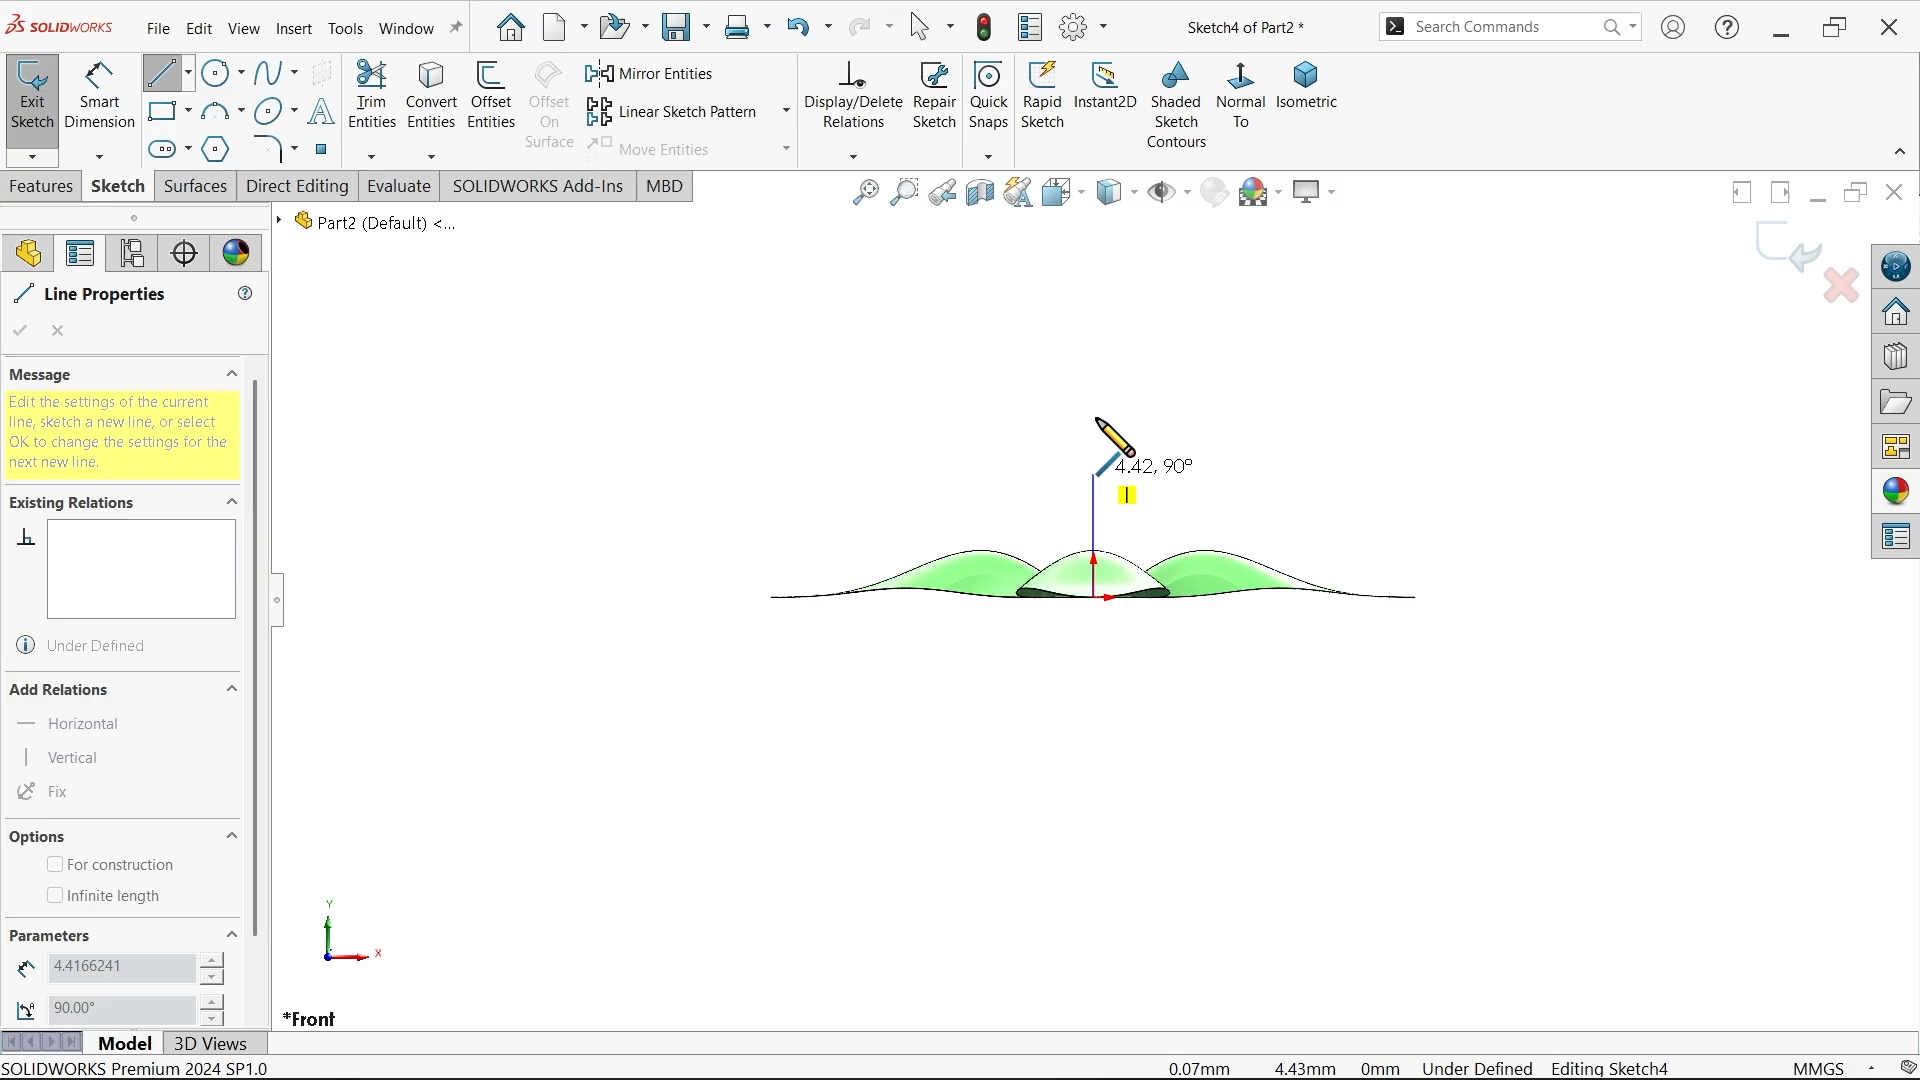 SOLIDWORKS
File Edit View Insert Tools Window
Sketch4 of Part2 *
Search Commands
Exit Sketch
Smart Dimension
Trim Entities
Convert Entities
Offset Entities
Offset On Surface
Mirror Entities
Linear Sketch Pattern
Move Entities
Display/Delete Relations
Repair Sketch
Quick Snaps
Rapid Sketch
Instant2D
Shaded Sketch Contours
Normal To
Isometric
Features Sketch Surfaces Direct Editing Evaluate SOLIDWORKS Add-Ins MBD
Part2 (Default) <...
Line Properties
Message
Edit the settings of the current
line, sketch a new line, or select
OK to change the settings for the
next new line.
Existing Relations
Under Defined
Add Relations
Horizontal
Vertical
Fix
Options
For construction
Infinite length
Parameters
4.4166241
90.00°
4.42, 90°
Y
X
*Front
Model 3D Views
SOLIDWORKS Premium 2024 SP1.0
0.07mm 4.43mm 0mm Under Defined Editing Sketch4 MMGS